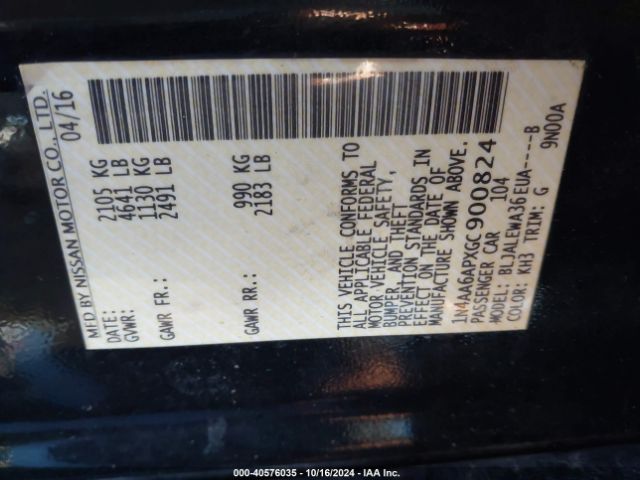 MFD BY NISSAN MOTOR CO., LTD.
DATE: 04/16
GVWR: 2105 KG
4641 LB
GAWR FR.: 1130 KG
2491 LB
GAWR RR.: 990 KG
2183 LB
THIS VEHICLE CONFORMS TO
ALL APPLICABLE FEDERAL
MOTOR VEHICLE SAFETY,
BUMPER, AND THEFT
PREVENTION STANDARDS IN
EFFECT ON THE DATE OF
MANUFACTURE SHOWN ABOVE.
1N4AA6APXGC900824
PASSENGER CAR 104
MODEL: BLJALEWA36EUA-----B
COLOR: KH3 TRIM: G 9N00A
000-40576035 / 10/16/2024 - IAA Inc.